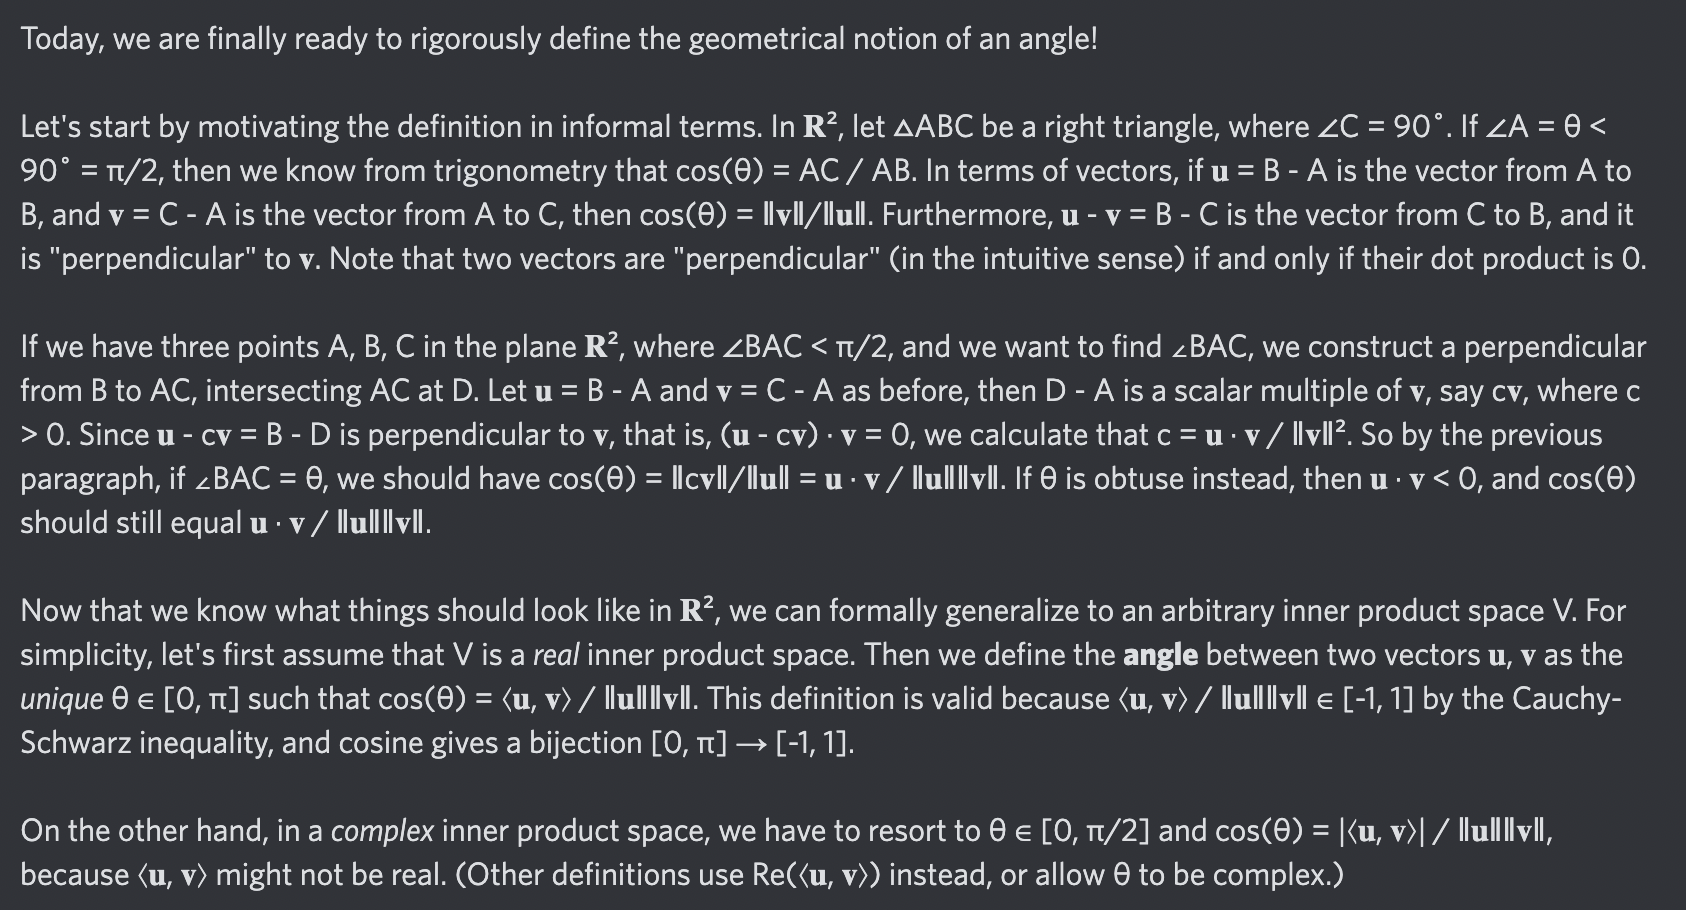 Today, we are finally ready to rigorously define the geometrical notion of an angle!
Let's start by motivating the definition in informal terms. In R², let △ABC be a right triangle, where ∠C = 90°. If ∠A = θ <
90° = π/2, then we know from trigonometry that cos(θ) = AC / AB. In terms of vectors, if u = B - A is the vector from A to
B, and v = C - A is the vector from A to C, then cos(θ) = ‖v‖/‖u‖. Furthermore, u - v = B - C is the vector from C to B, and it
is "perpendicular" to v. Note that two vectors are "perpendicular" (in the intuitive sense) if and only if their dot product is 0.
If we have three points A, B, C in the plane R², where ∠BAC < π/2, and we want to find ∠BAC, we construct a perpendicular
from B to AC, intersecting AC at D. Let u = B - A and v = C - A as before, then D - A is a scalar multiple of v, say cv, where c
> 0. Since u - cv = B - D is perpendicular to v, that is, (u - cv) · v = 0, we calculate that c = u · v / ‖v‖². So by the previous
paragraph, if ∠BAC = θ, we should have cos(θ) = ‖cv‖/‖u‖ = u · v / ‖u‖‖v‖. If θ is obtuse instead, then u · v < 0, and cos(θ)
should still equal u · v / ‖u‖‖v‖.
Now that we know what things should look like in R², we can formally generalize to an arbitrary inner product space V. For
simplicity, let's first assume that V is a real inner product space. Then we define the angle between two vectors u, v as the
unique θ ∈ [0, π] such that cos(θ) = ⟨u, v⟩ / ‖u‖‖v‖. This definition is valid because ⟨u, v⟩ / ‖u‖‖v‖ ∈ [-1, 1] by the Cauchy-
Schwarz inequality, and cosine gives a bijection [0, π] → [-1, 1].
On the other hand, in a complex inner product space, we have to resort to θ ∈ [0, π/2] and cos(θ) = |⟨u, v⟩| / ‖u‖‖v‖,
because ⟨u, v⟩ might not be real. (Other definitions use Re(⟨u, v⟩) instead, or allow θ to be complex.)